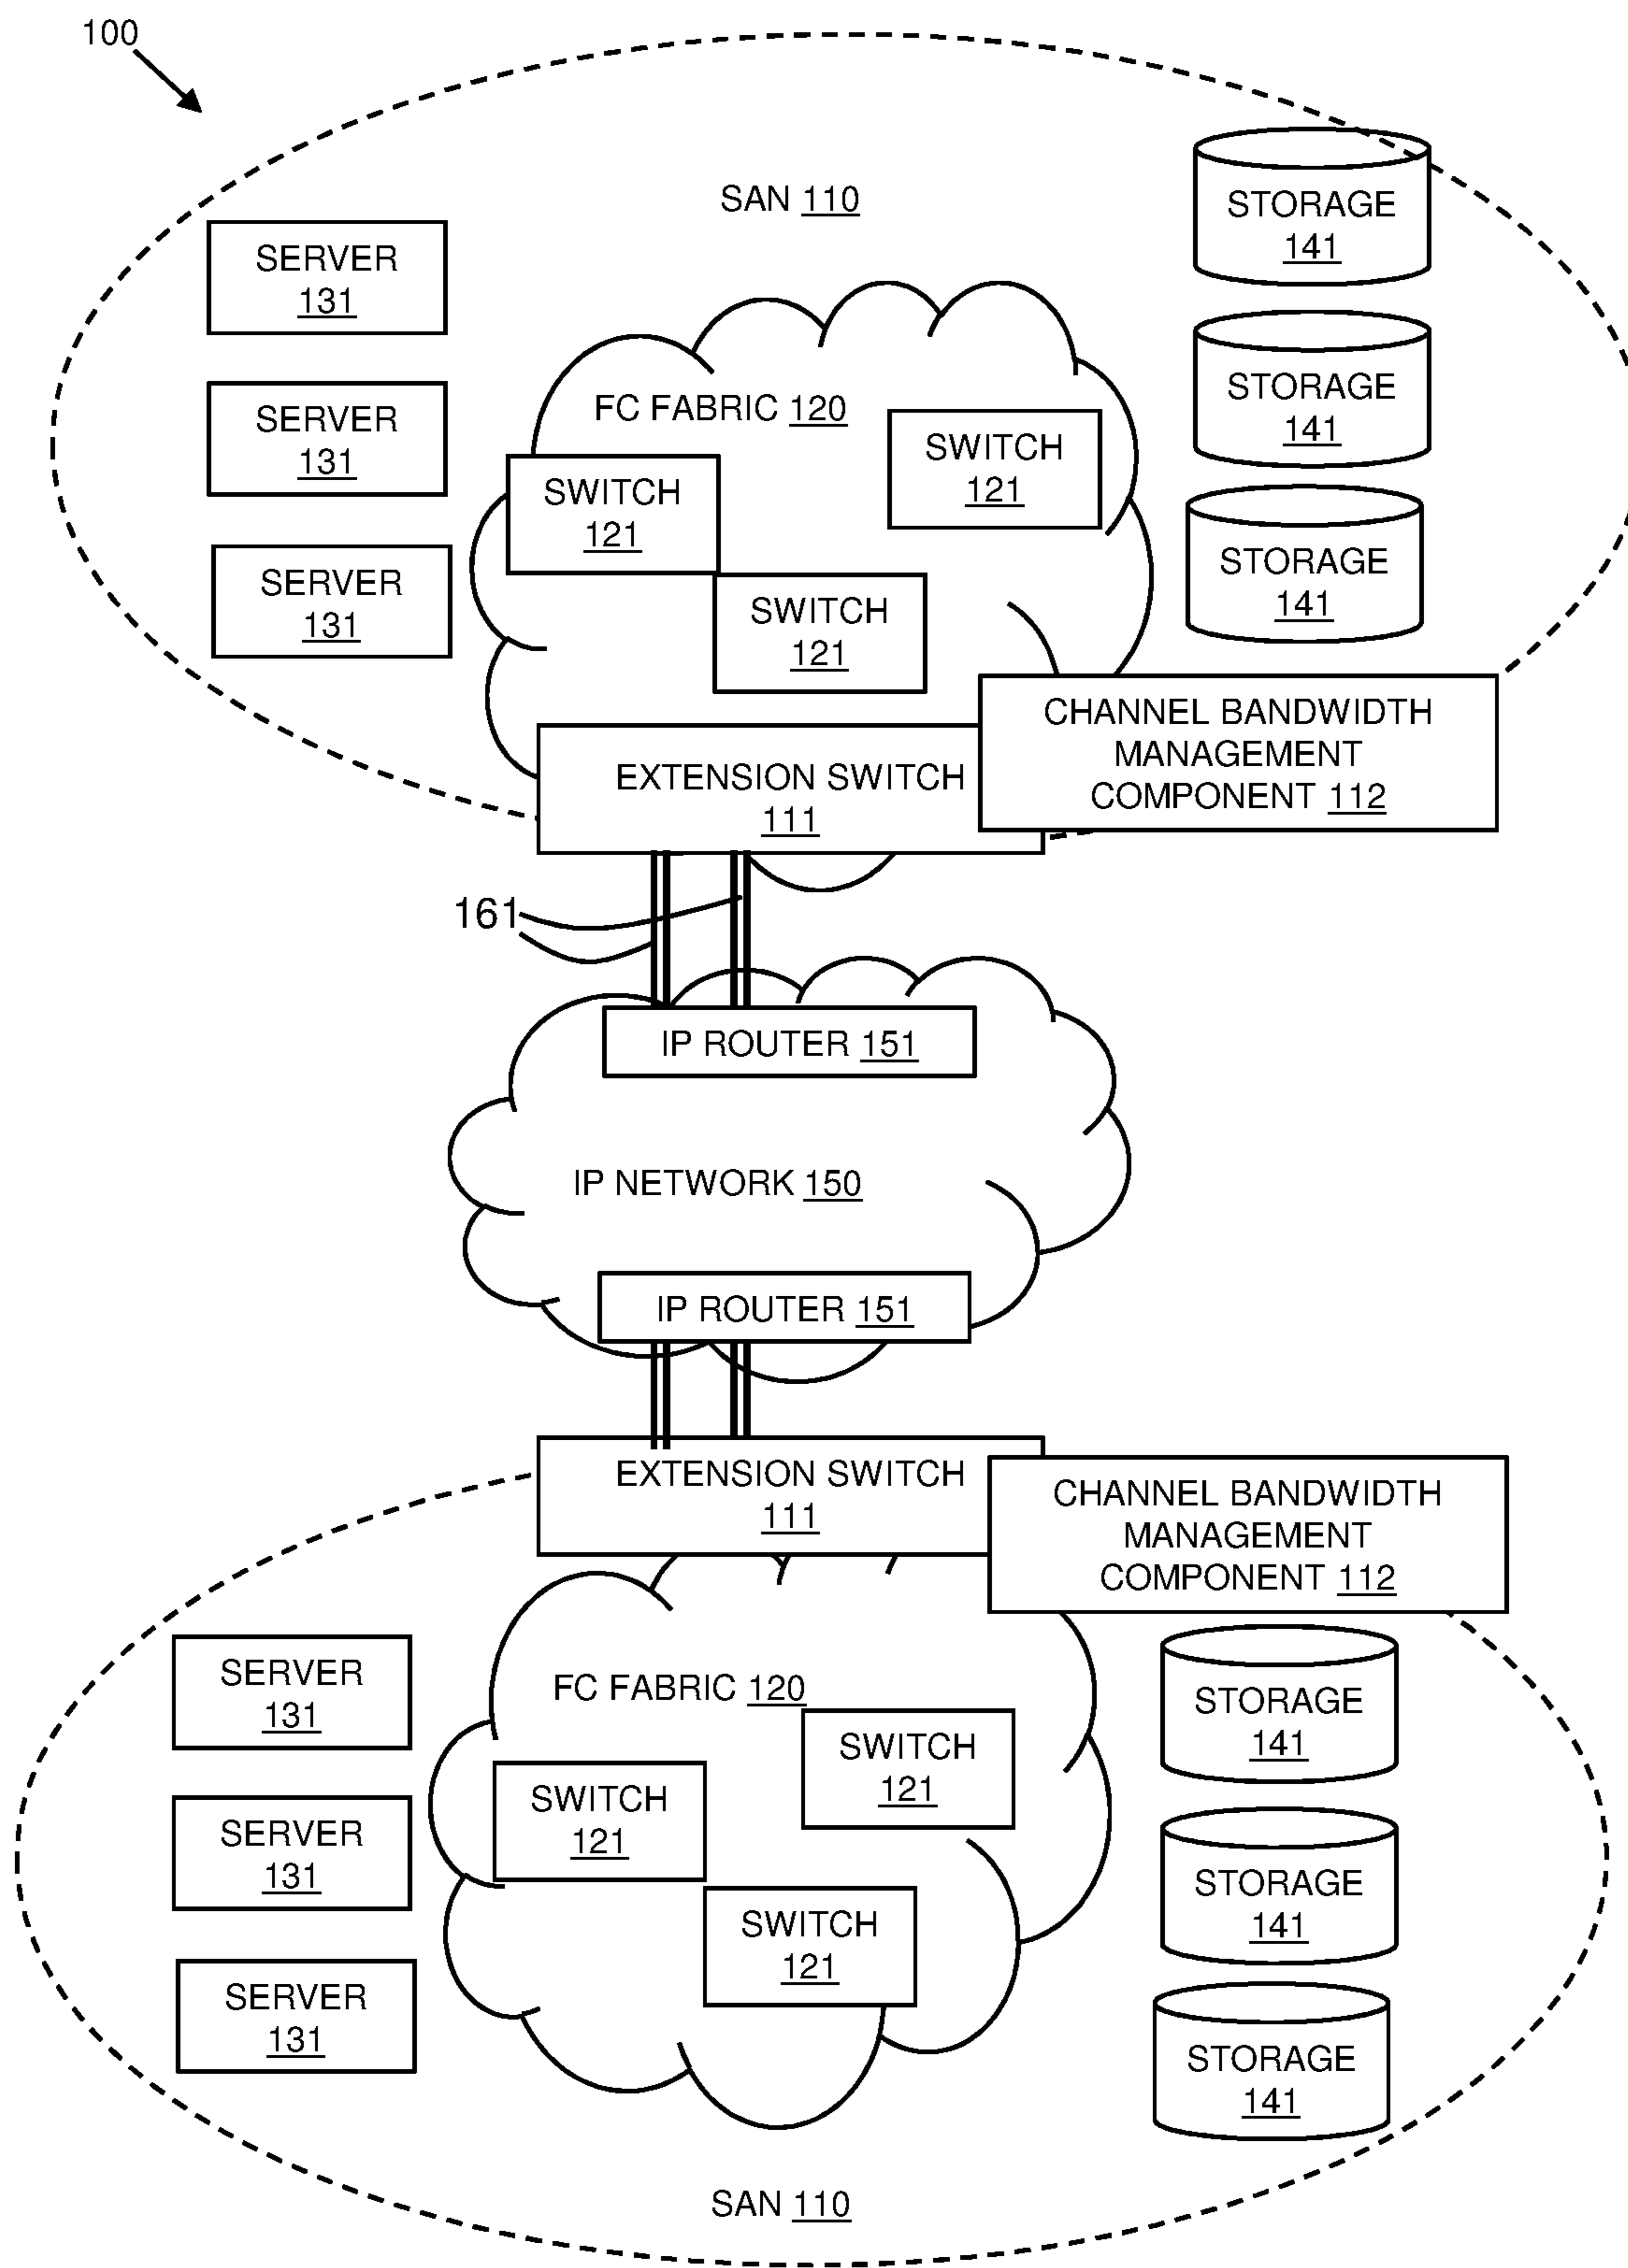 100
SAN 110
STORAGE
141
SERVER
131
STORAGE
141
FC FABRIC 120
SERVER
131
SWITCH
121
SWITCH
121
STORAGE
141
SERVER
131
SWITCH
121
CHANNEL BANDWIDTH
MANAGEMENT
COMPONENT 112
EXTENSION SWITCH
111
161
IP ROUTER 151
IP NETWORK 150
IP ROUTER 151
EXTENSION SWITCH
111
CHANNEL BANDWIDTH
MANAGEMENT
COMPONENT 112
SERVER
131
FC FABRIC 120
STORAGE
141
SWITCH
121
SWITCH
121
SERVER
131
STORAGE
141
SWITCH
121
SERVER
131
STORAGE
141
SAN 110